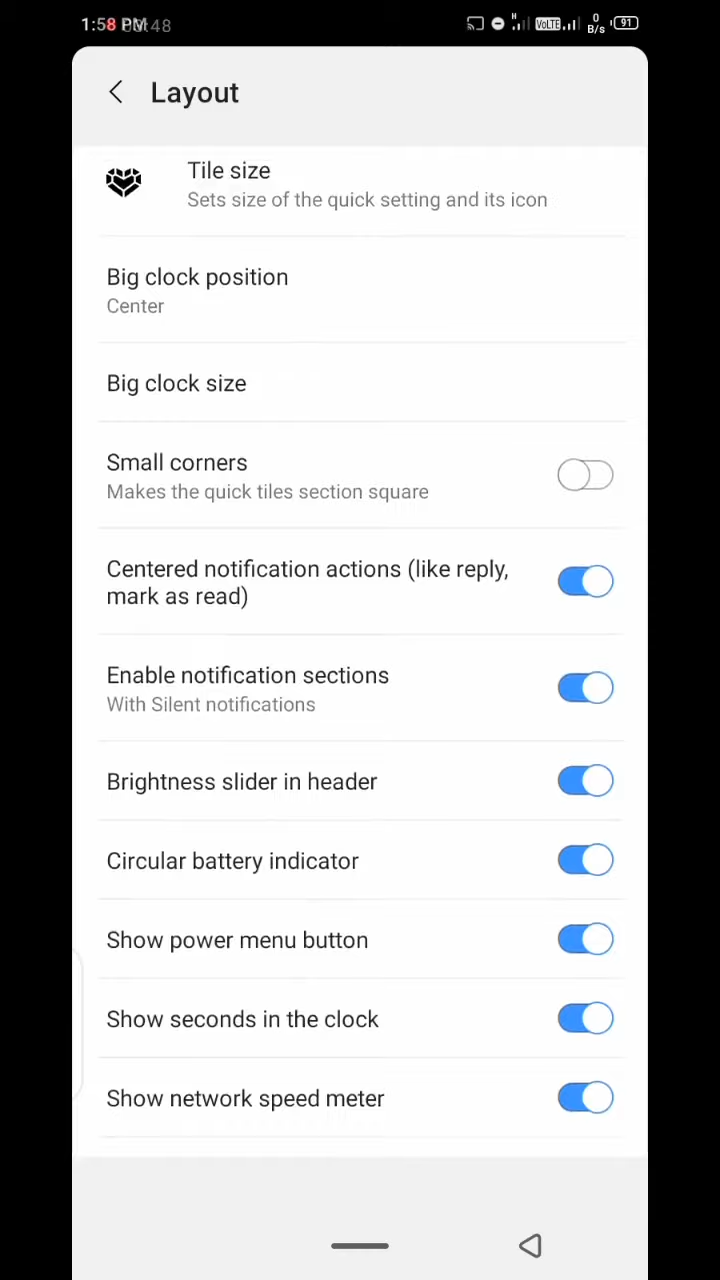 1:58 PM
H
VoLTE
0
B/s
91
Layout
Tile size
Sets size of the quick setting and its icon
Big clock position
Center
Big clock size
Small corners
Makes the quick tiles section square
Centered notification actions (like reply,
mark as read)
Enable notification sections
With Silent notifications
Brightness slider in header
Circular battery indicator
Show power menu button
Show seconds in the clock
Show network speed meter